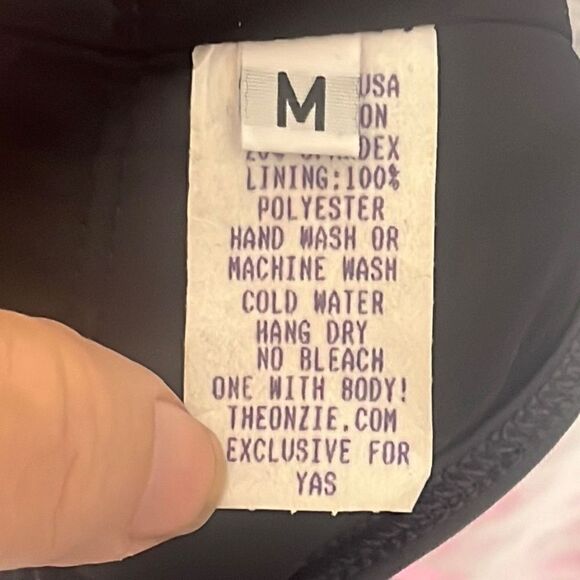 M
USA
ON
LINING:100%
POLYESTER
HAND WASH OR
MACHINE WASH
COLD WATER
HANG DRY
NO BLEACH
ONE WITH BODY!
THEONZIE.COM
EXCLUSIVE FOR
YAS